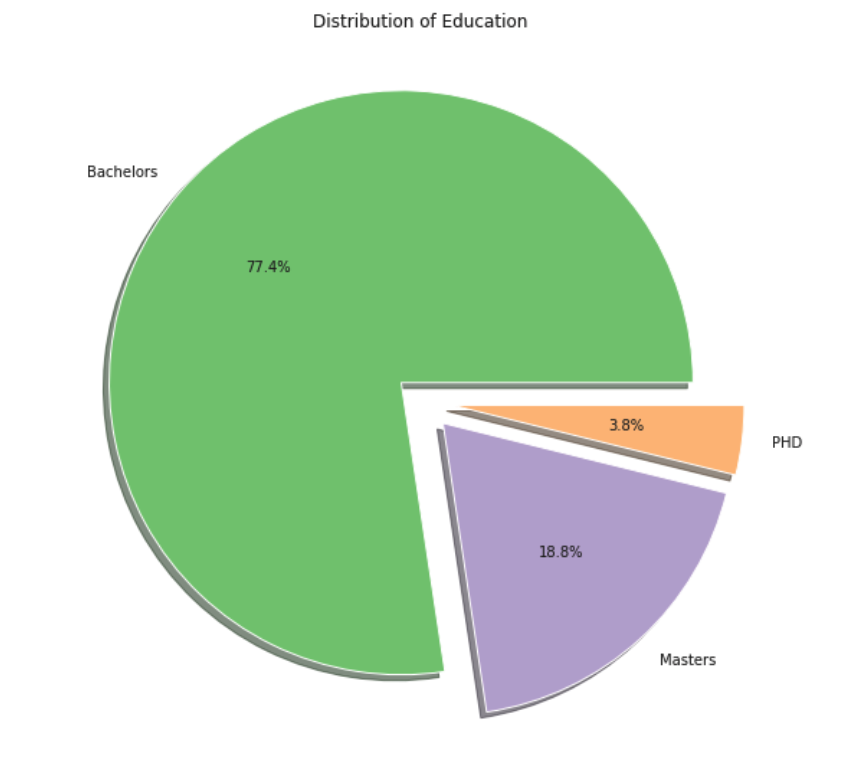 Distribution of Education
Bachelors
77.4%
3.8%
PHD
18.8%
Masters